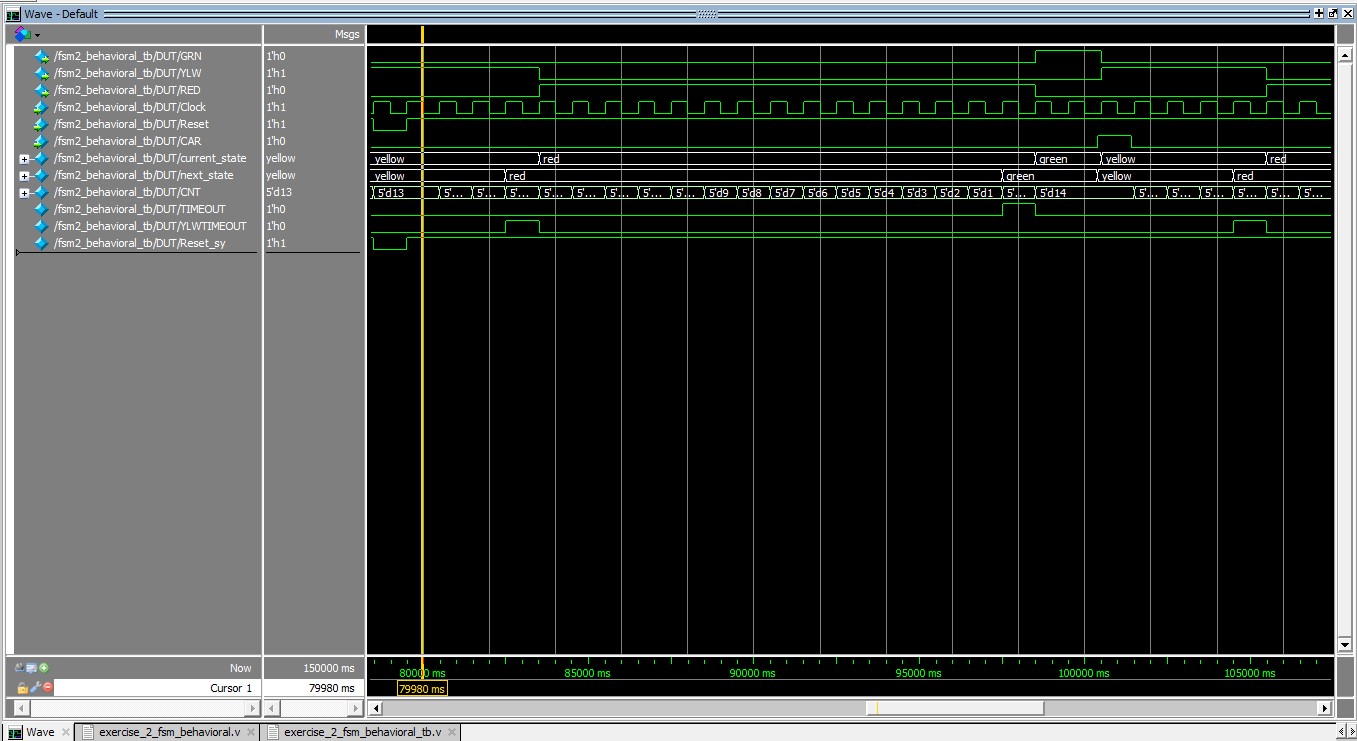 Wave - Default
Msgs
/fsm2_behavioral_tb/DUT/GRN 1'h0
/fsm2_behavioral_tb/DUT/YLW 1'h1
/fsm2_behavioral_tb/DUT/RED 1'h0
/fsm2_behavioral_tb/DUT/Clock 1'h1
/fsm2_behavioral_tb/DUT/Reset 1'h1
/fsm2_behavioral_tb/DUT/CAR 1'h0
/fsm2_behavioral_tb/DUT/current_state yellow yellow red green yellow red
/fsm2_behavioral_tb/DUT/next_state yellow yellow red green yellow red
/fsm2_behavioral_tb/DUT/CNT 5'd13 5'd13 5'... 5'... 5'... 5'... 5'... 5'... 5'... 5'... 5'd9 5'd8 5'd7 5'd6 5'd5 5'd4 5'd3 5'd2 5'd1 5'... 5'd14 5'... 5'... 5'... 5'... 5'... 5'...
/fsm2_behavioral_tb/DUT/TIMEOUT 1'h0
/fsm2_behavioral_tb/DUT/YLWTIMEOUT 1'h0
/fsm2_behavioral_tb/DUT/Reset_sy 1'h1
Now 150000 ms 80000 ms 85000 ms 90000 ms 95000 ms 100000 ms 105000 ms
Cursor 1 79980 ms 79980 ms
Wave exercise_2_fsm_behavioral.v exercise_2_fsm_behavioral_tb.v